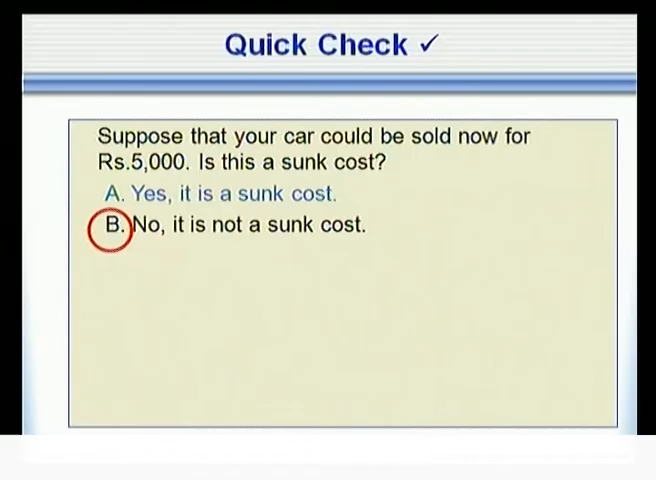 Quick Check ✓
Suppose that your car could be sold now for
Rs.5,000. Is this a sunk cost?
A. Yes, it is a sunk cost.
B. No, it is not a sunk cost.